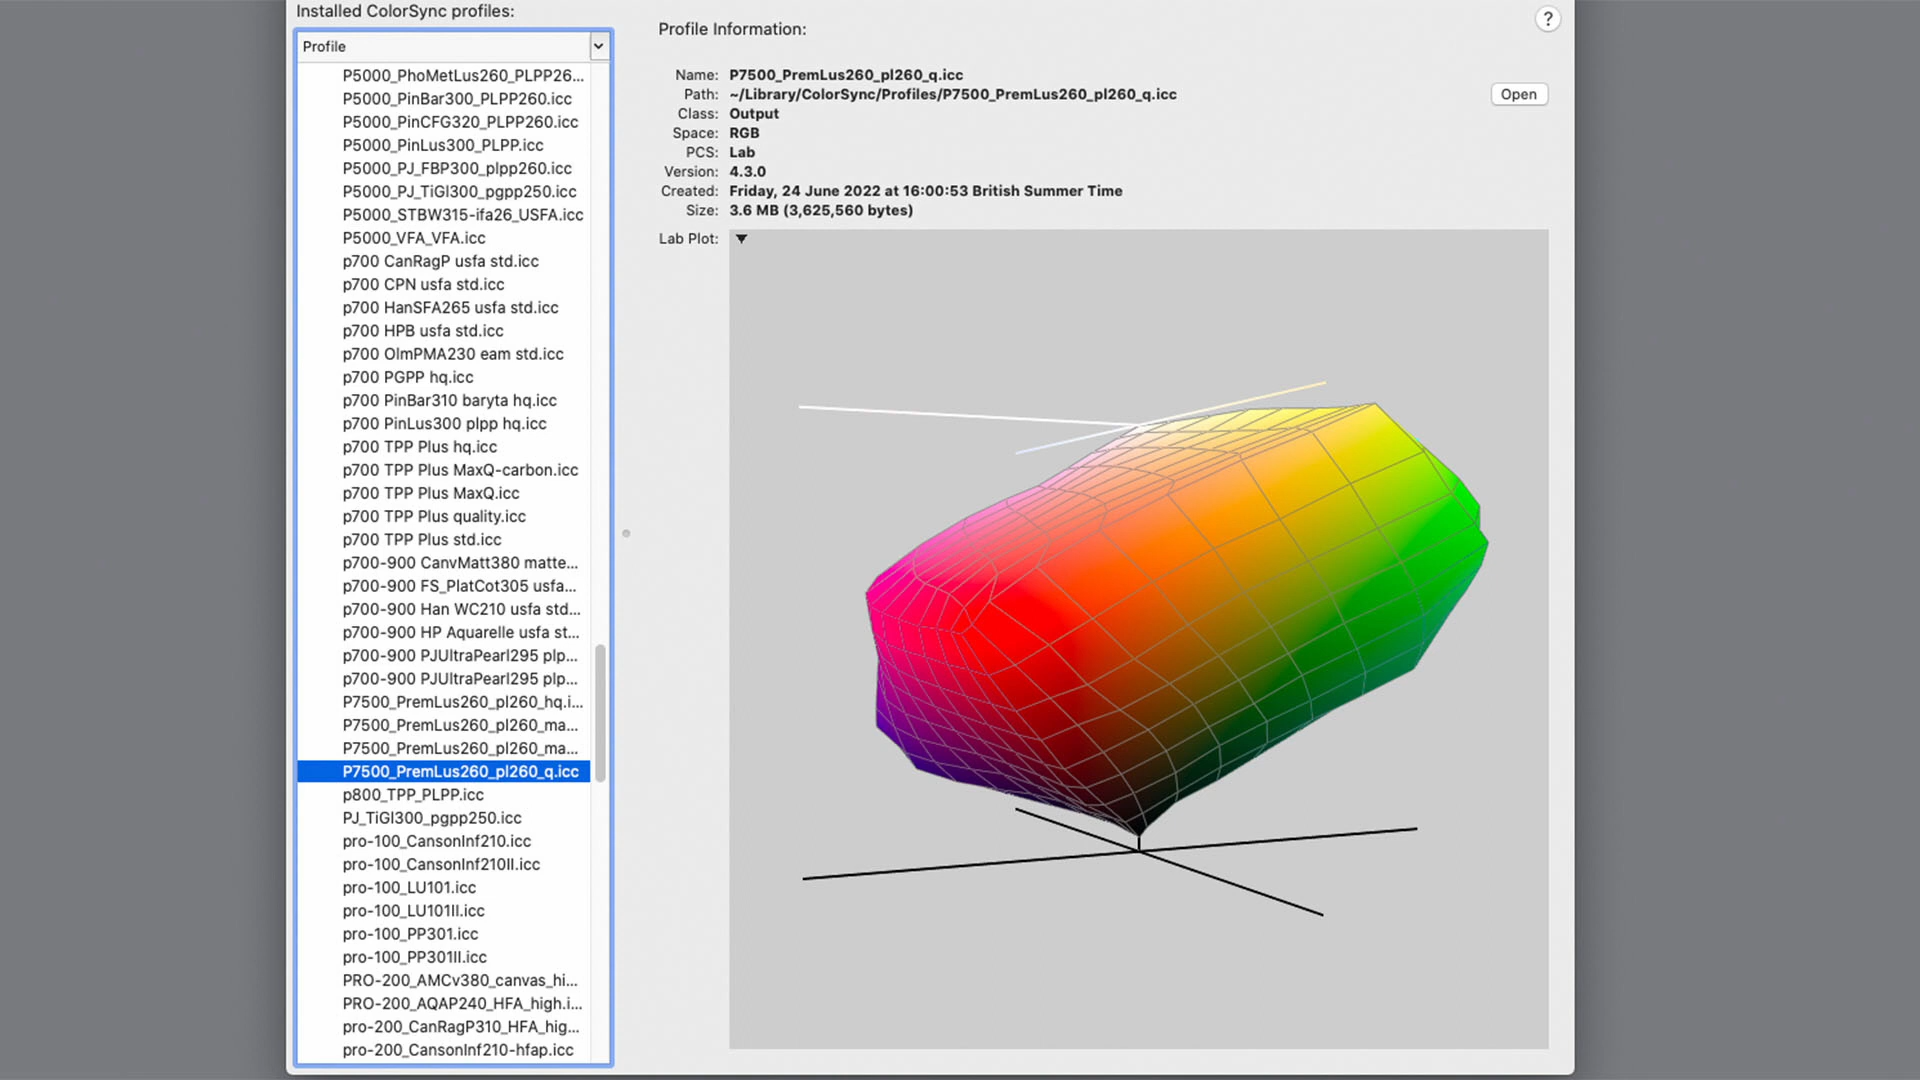 Installed ColorSync profiles:
Profile
P5000_PhoMetLus260_PLPP26...
P5000_PinBar300_PLPP260.icc
P5000_PinCFG320_PLPP260.icc
P5000_PinLus300_PLPP.icc
P5000_PJ_FBP300_plpp260.icc
P5000_PJ_TiGl300_pgpp250.icc
P5000_STBW315-ifa26_USFA.icc
P5000_VFA_VFA.icc
p700 CanRagP usfa std.icc
p700 CPN usfa std.icc
p700 HanSFA265 usfa std.icc
p700 HPB usfa std.icc
p700 OlmPMA230 eam std.icc
p700 PGPP hq.icc
p700 PinBar310 baryta hq.icc
p700 PinLus300 plpp hq.icc
p700 TPP Plus hq.icc
p700 TPP Plus MaxQ-carbon.icc
p700 TPP Plus MaxQ.icc
p700 TPP Plus quality.icc
p700 TPP Plus std.icc
p700-900 CanvMatt380 matte...
p700-900 FS_PlatCot305 usfa...
p700-900 Han WC210 usfa std...
p700-900 HP Aquarelle usfa st...
p700-900 PJUltraPearl295 plp...
p700-900 PJUltraPearl295 plp...
P7500_PremLus260_pl260_hq.i...
P7500_PremLus260_pl260_ma...
P7500_PremLus260_pl260_ma...
P7500_PremLus260_pl260_q.icc
p800_TPP_PLPP.icc
PJ_TiGl300_pgpp250.icc
pro-100_CansonInf210.icc
pro-100_CansonInf210II.icc
pro-100_LU101.icc
pro-100_LU101II.icc
pro-100_PP301.icc
pro-100_PP301II.icc
PRO-200_AMCv380_canvas_hi...
PRO-200_AQAP240_HFA_high.i...
pro-200_CanRagP310_HFA_hig...
pro-200_CansonInf210-hfap.icc
Profile Information:
?
Name: P7500_PremLus260_pl260_q.icc
Path: ~/Library/ColorSync/Profiles/P7500_PremLus260_pl260_q.icc
Open
Class: Output
Space: RGB
PCS: Lab
Version: 4.3.0
Created: Friday, 24 June 2022 at 16:00:53 British Summer Time
Size: 3.6 MB (3,625,560 bytes)
Lab Plot: